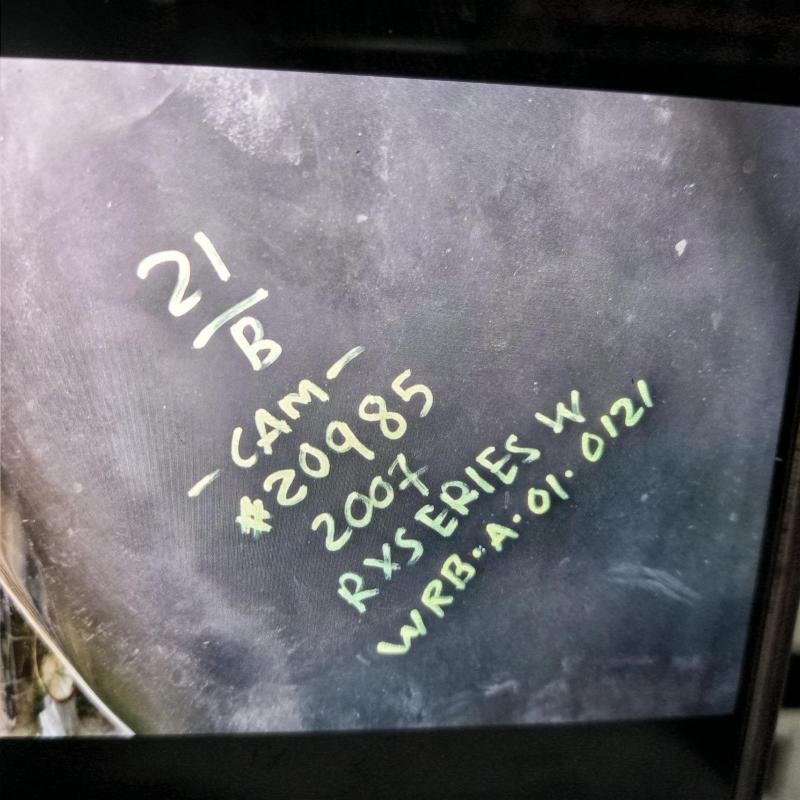 21
/
B
- CAM -
#20985
2007
RXSERIES W
WRB.A.01.0121